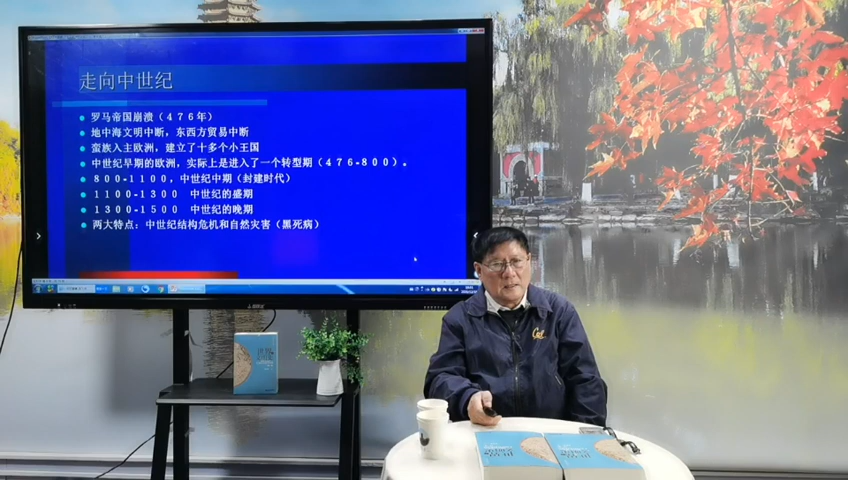 走向中世纪
罗马帝国崩溃（476年）
地中海文明中断，东西方贸易中断
蛮族入主欧洲，建立了十多个小王国
中世纪早期的欧洲，实际上是进入了一个转型期（476-800）。
800-1100，中世纪中期（封建时代）
1100-1300 中世纪的盛期
1300-1500 中世纪的晚期
两大特点：中世纪结构危机和自然灾害（黑死病）
Cal